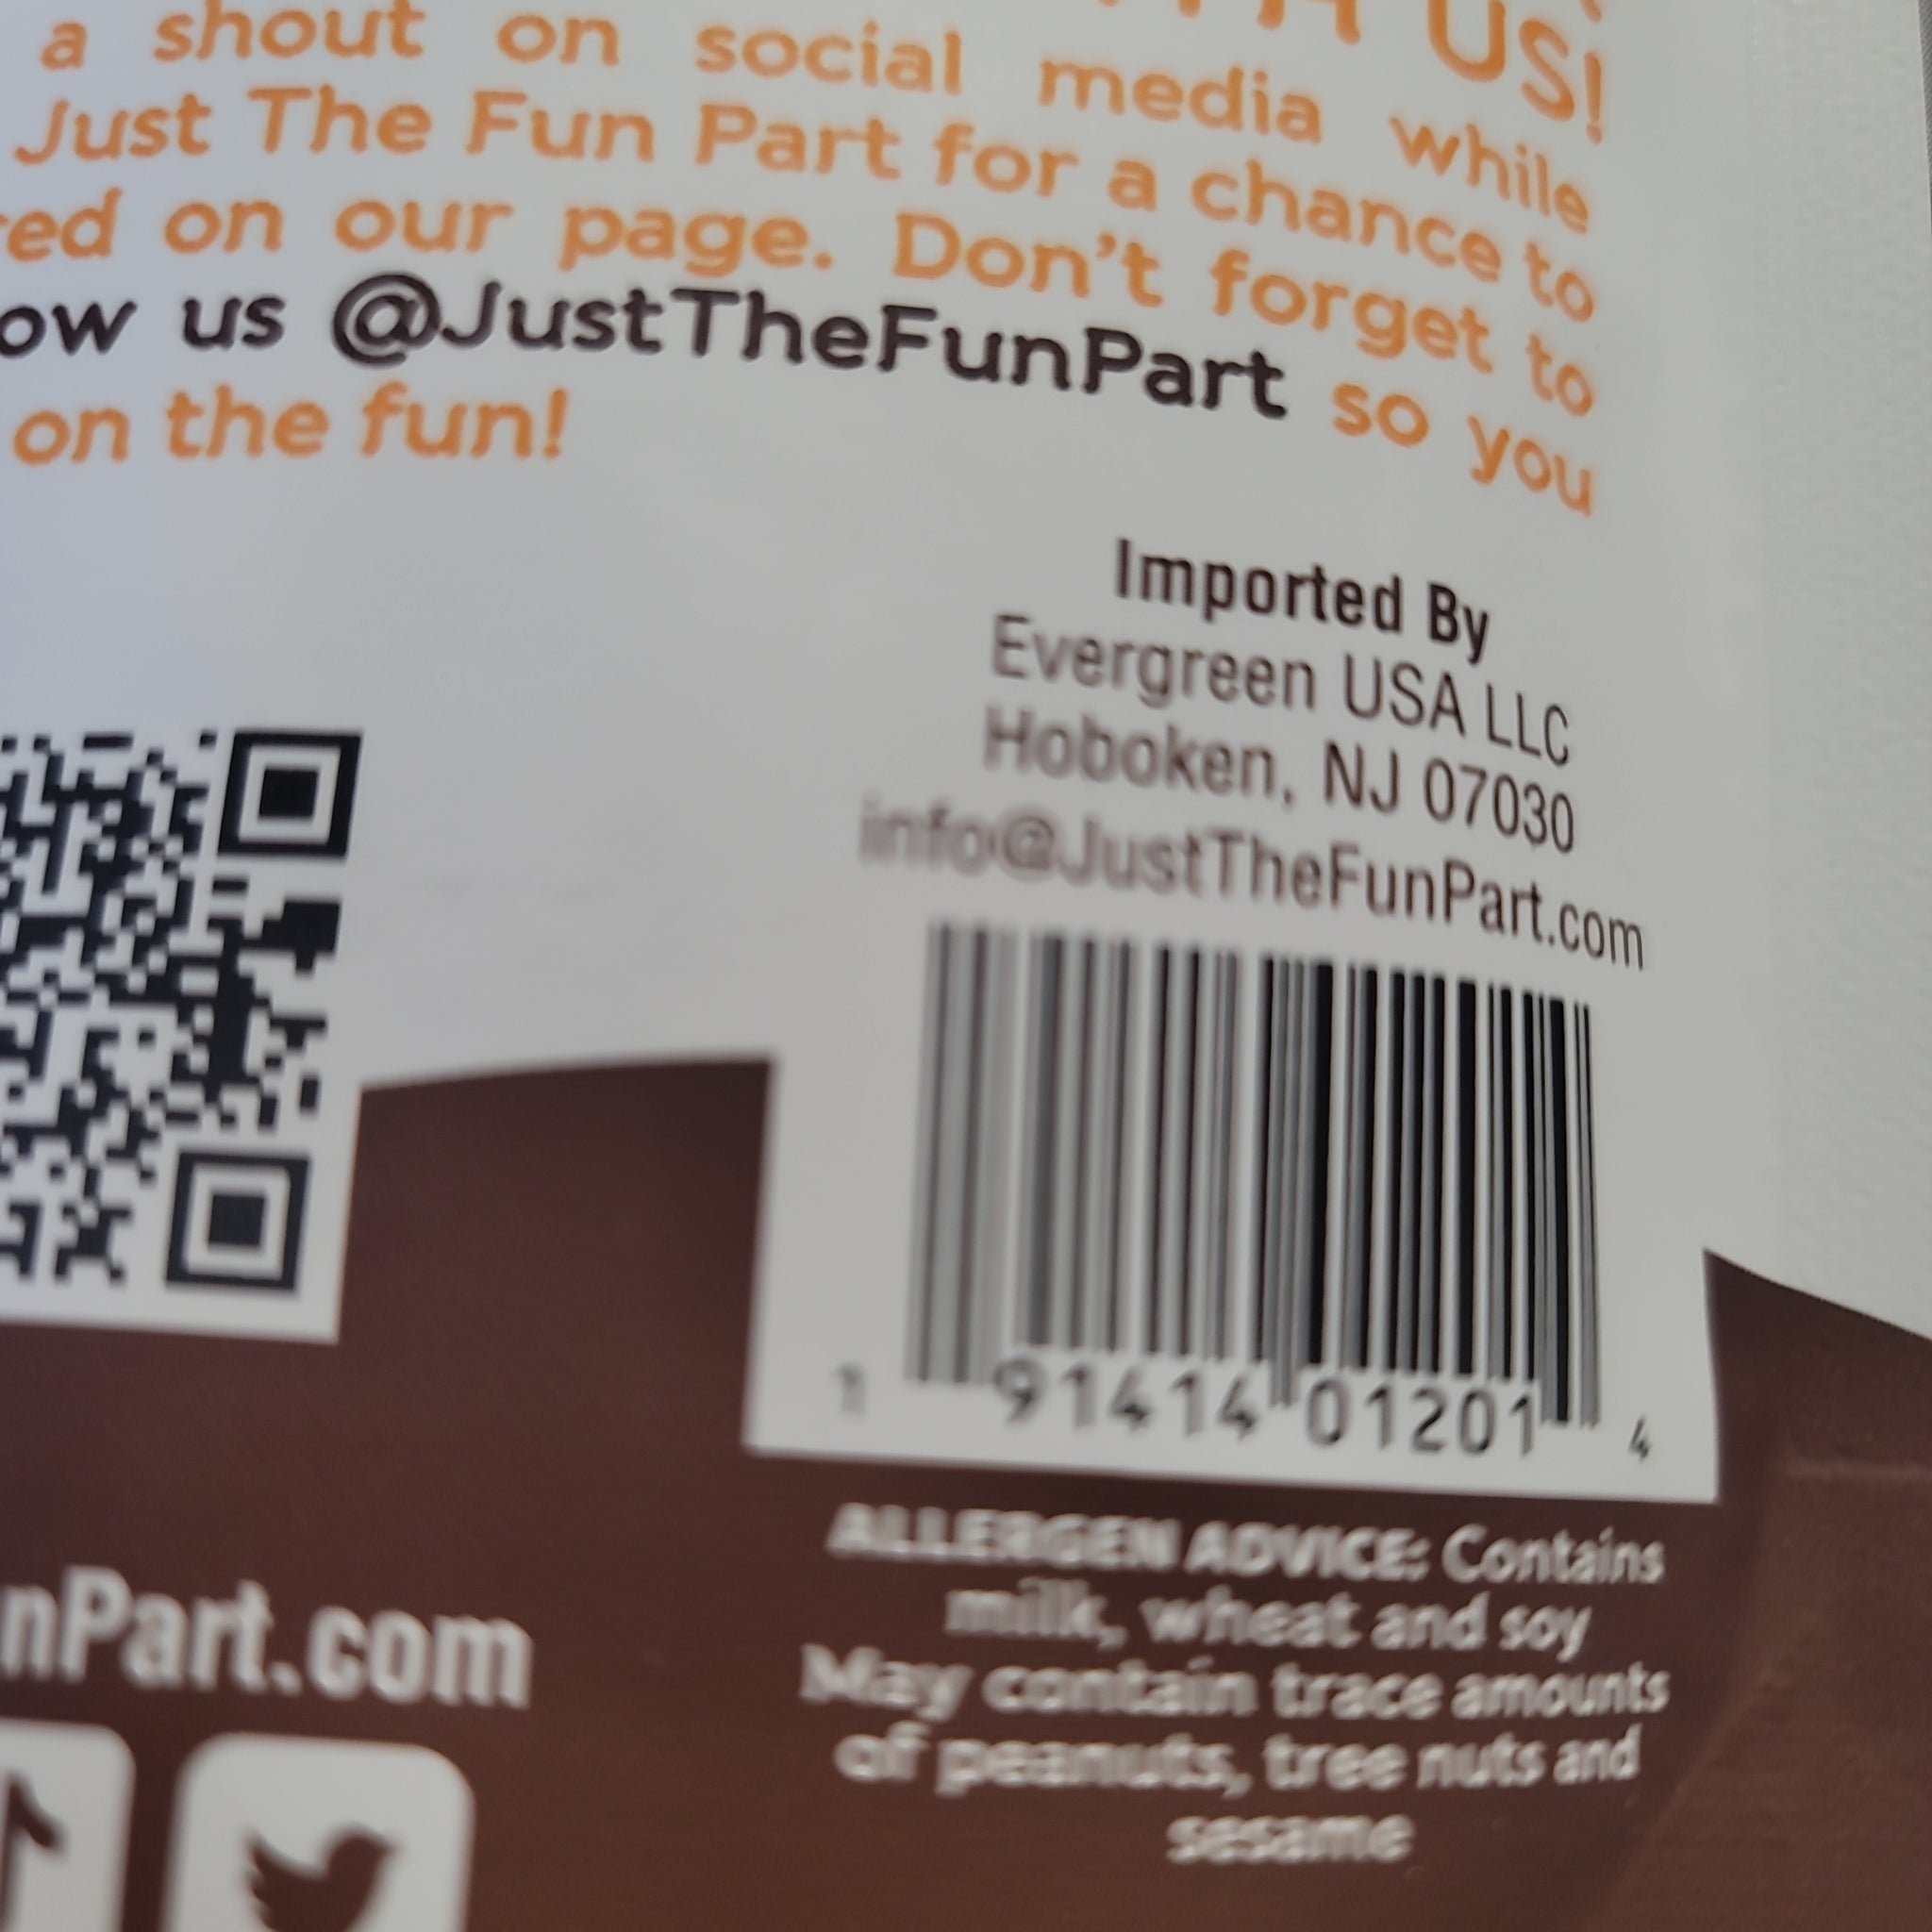 US!
a shout on social media while
Just The Fun Part for a chance to
red on our page. Don't forget to
ow us @JustTheFunPart so you
on the fun!
Imported By
Evergreen USA LLC
Hoboken, NJ 07030
info@JustTheFunPart.com
1 91414 01201 4
ALLERGEN ADVICE: Contains
milk, wheat and soy
May contain trace amounts
of peanuts, tree nuts and
sesame
nPart.com